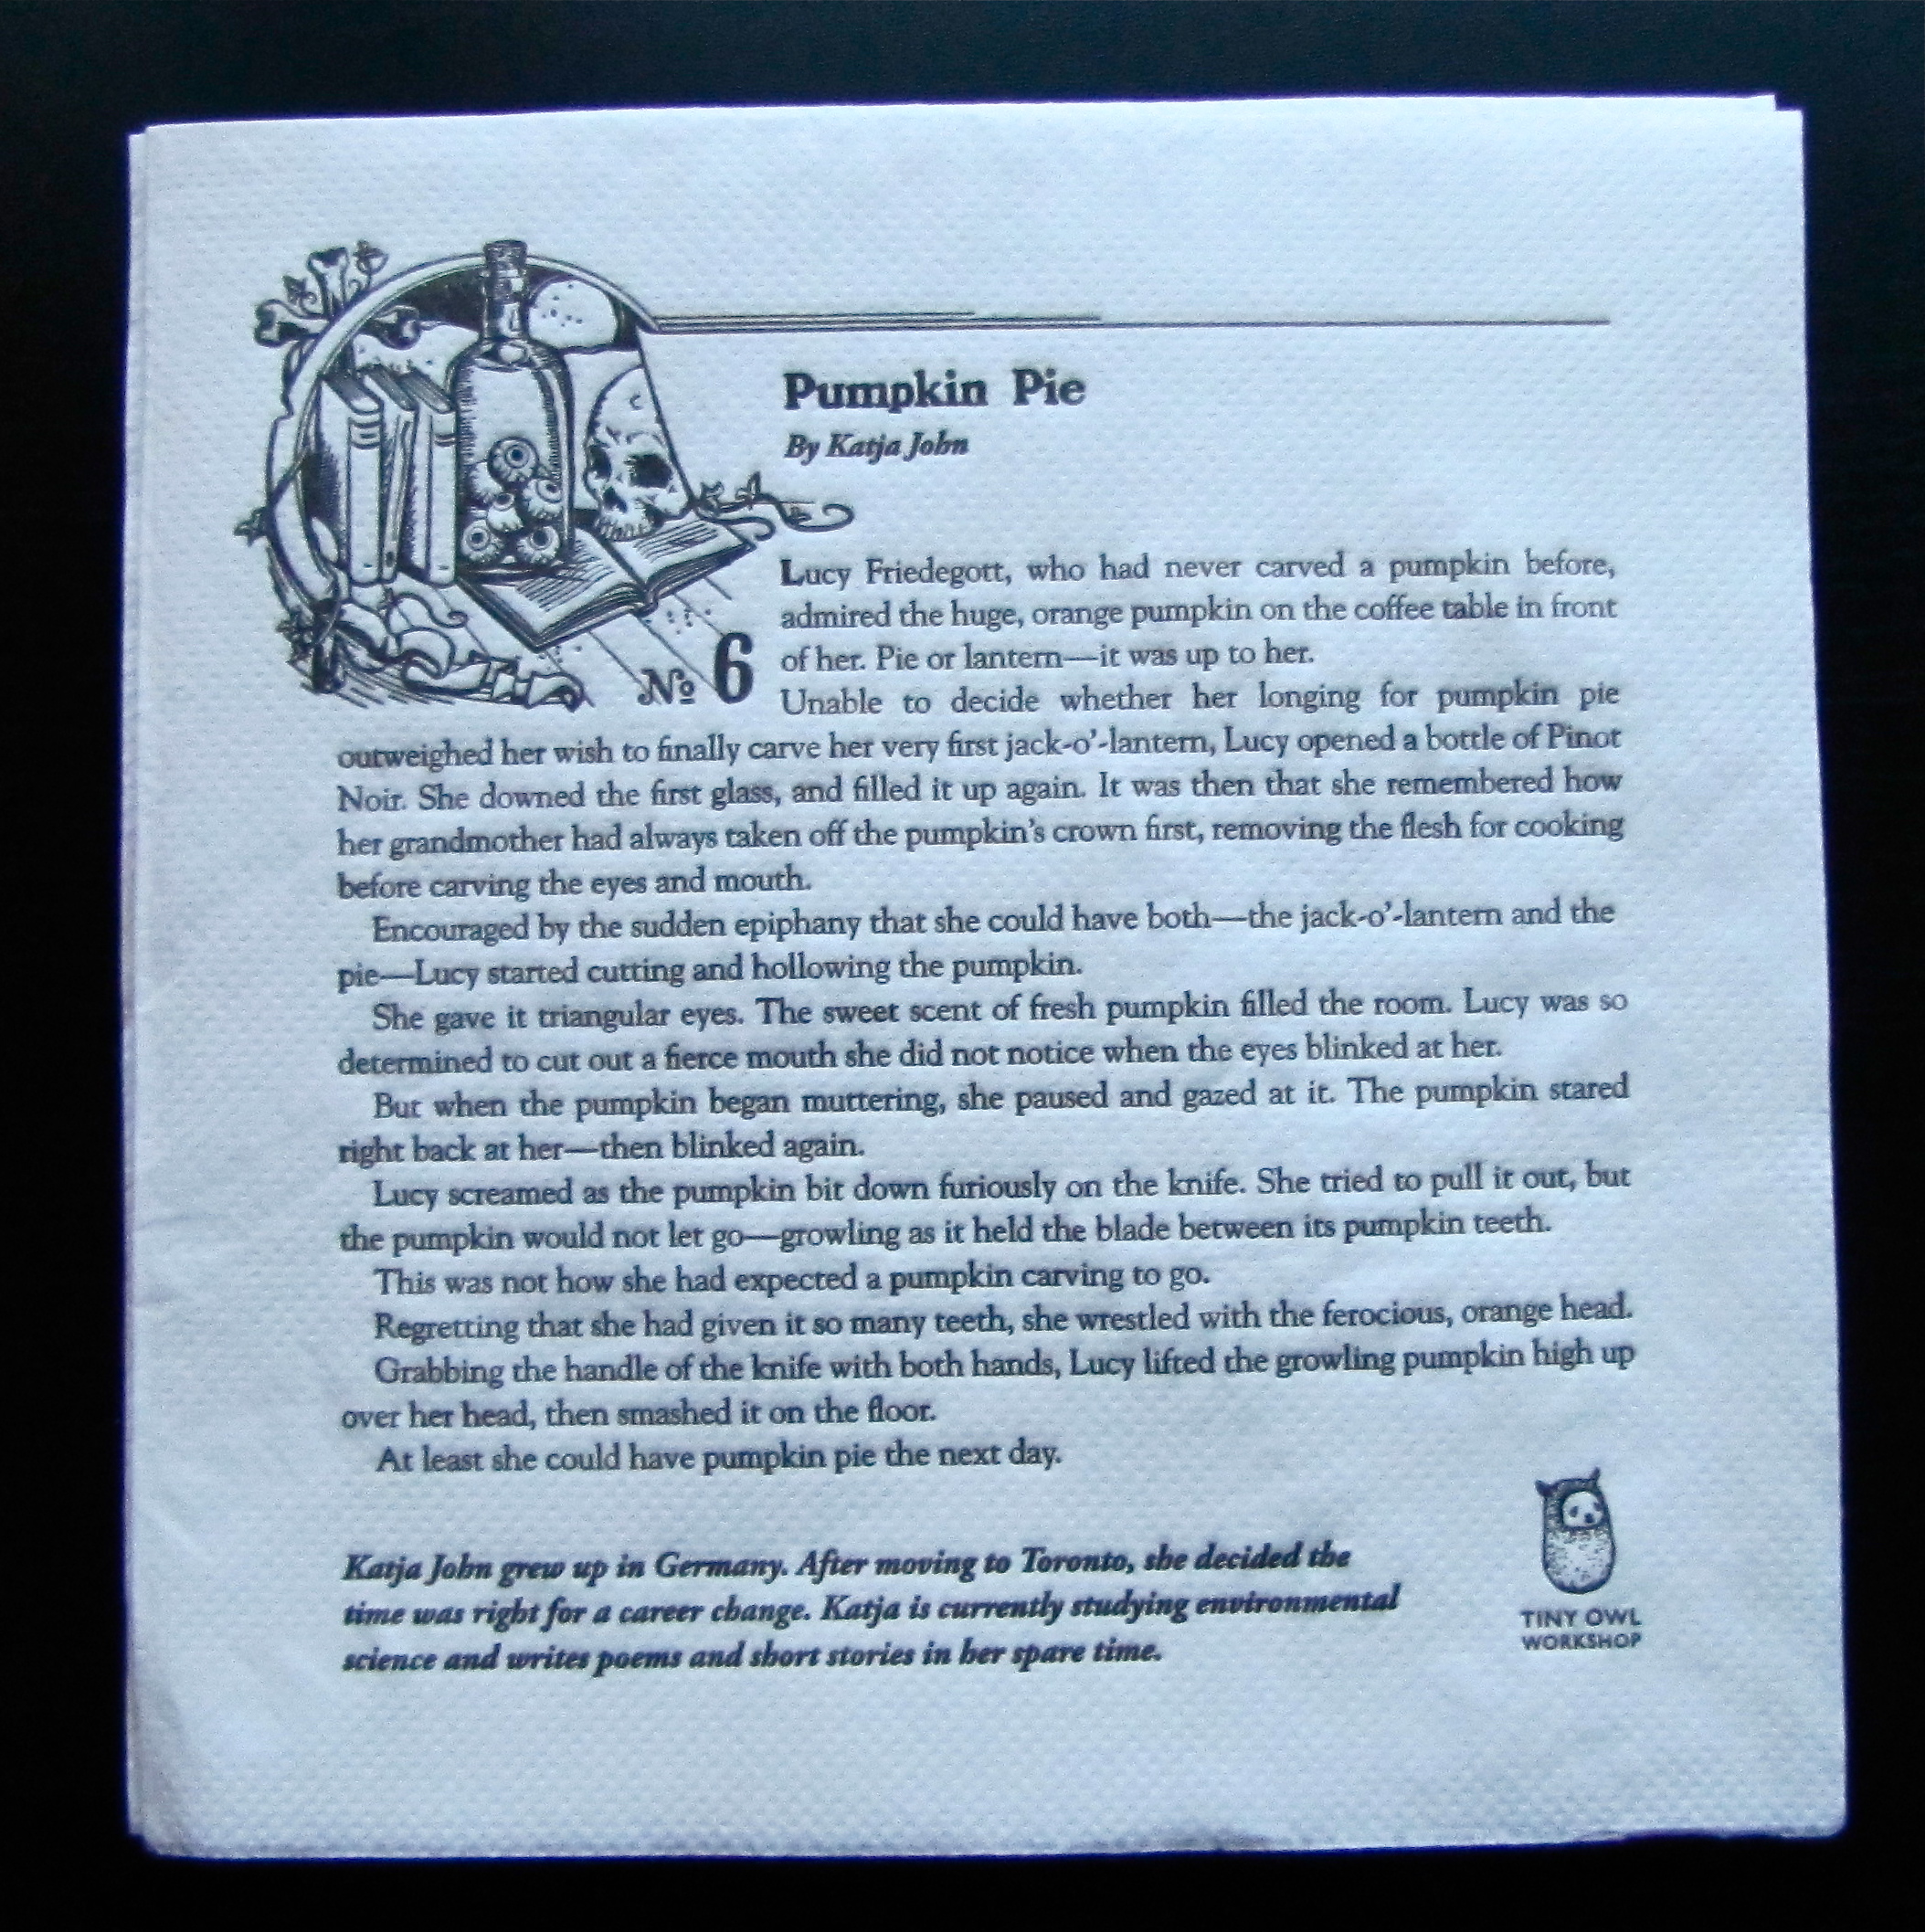 Pumpkin Pie
By Katja John
Lucy Friedegott, who had never carved a pumpkin before,
admired the huge, orange pumpkin on the coffee table in front
of her. Pie or lantern—it was up to her.
№ 6
Unable to decide whether her longing for pumpkin pie
outweighed her wish to finally carve her very first jack-o’-lantern, Lucy opened a bottle of Pinot
Noir. She downed the first glass, and filled it up again. It was then that she remembered how
her grandmother had always taken off the pumpkin’s crown first, removing the flesh for cooking
before carving the eyes and mouth.
Encouraged by the sudden epiphany that she could have both—the jack-o’-lantern and the
pie—Lucy started cutting and hollowing the pumpkin.
She gave it triangular eyes. The sweet scent of fresh pumpkin filled the room. Lucy was so
determined to cut out a fierce mouth she did not notice when the eyes blinked at her.
But when the pumpkin began muttering, she paused and gazed at it. The pumpkin stared
right back at her—then blinked again.
Lucy screamed as the pumpkin bit down furiously on the knife. She tried to pull it out, but
the pumpkin would not let go—growling as it held the blade between its pumpkin teeth.
This was not how she had expected a pumpkin carving to go.
Regretting that she had given it so many teeth, she wrestled with the ferocious, orange head.
Grabbing the handle of the knife with both hands, Lucy lifted the growling pumpkin high up
over her head, then smashed it on the floor.
At least she could have pumpkin pie the next day.
Katja John grew up in Germany. After moving to Toronto, she decided the
time was right for a career change. Katja is currently studying environmental
science and writes poems and short stories in her spare time.
TINY OWL
WORKSHOP